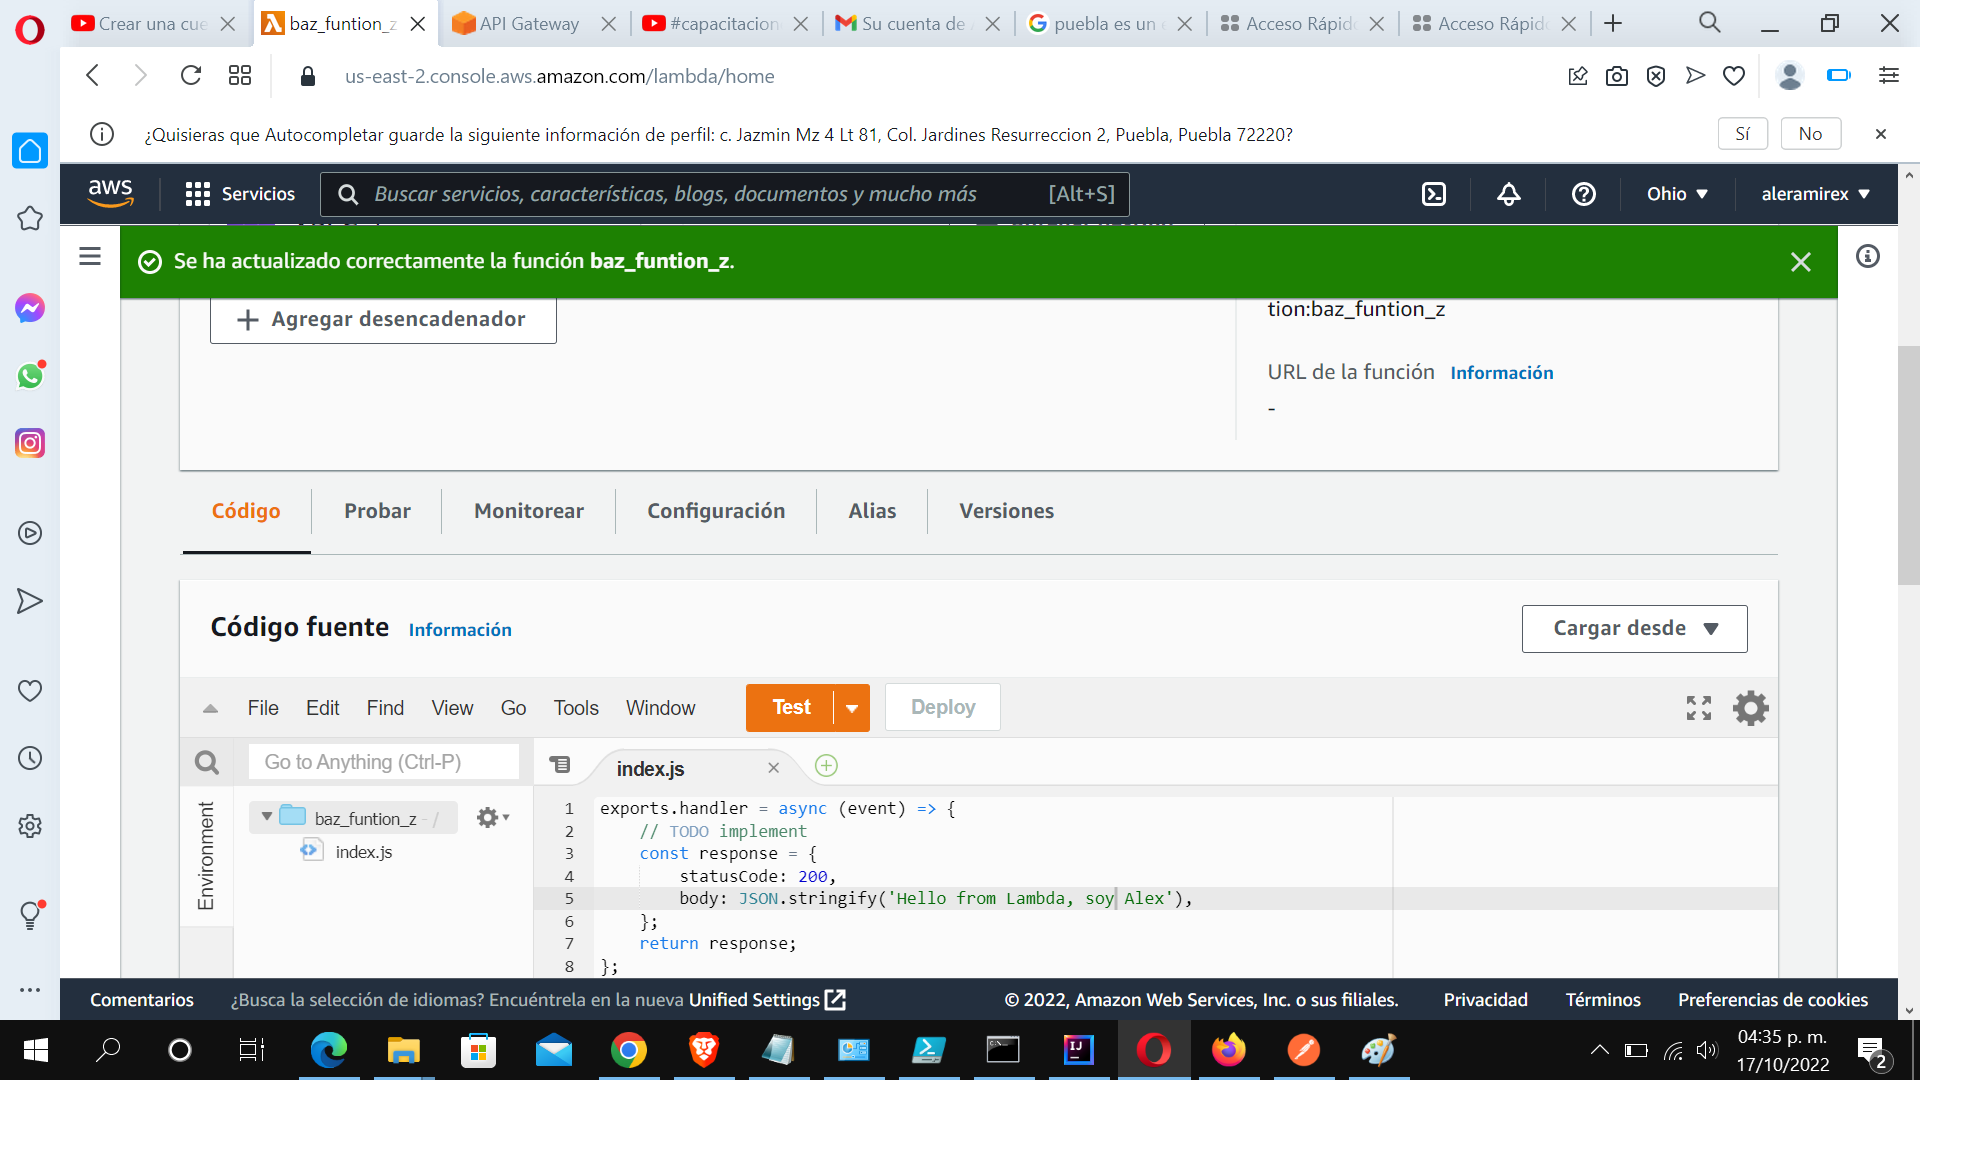 Crear una cue
baz_funtion_z
API Gateway
#capacitacion
Su cuenta de
puebla es un
Acceso Rápid
Acceso Rápid
us-east-2.console.aws.amazon.com/lambda/home
¿Quisieras que Autocompletar guarde la siguiente información de perfil: c. Jazmin Mz 4 Lt 81, Col. Jardines Resurreccion 2, Puebla, Puebla 72220?
Sí
No
aws
Servicios
Buscar servicios, características, blogs, documentos y mucho más
[Alt+S]
Ohio
aleramirex
Se ha actualizado correctamente la función baz_funtion_z.
Agregar desencadenador
tion:baz_funtion_z
URL de la función Información
-
Código
Probar
Monitorear
Configuración
Alias
Versiones
Código fuente Información
Cargar desde
File Edit Find View Go Tools Window
Test
Deploy
Go to Anything (Ctrl-P)
index.js
Environment
baz_funtion_z - /
index.js
1 exports.handler = async (event) => {
2 // TODO implement
3 const response = {
4 statusCode: 200,
5 body: JSON.stringify('Hello from Lambda, soy Alex'),
6 };
7 return response;
8 };
Comentarios
¿Busca la selección de idiomas? Encuéntrela en la nueva Unified Settings
© 2022, Amazon Web Services, Inc. o sus filiales.
Privacidad
Términos
Preferencias de cookies
04:35 p. m.
17/10/2022
2